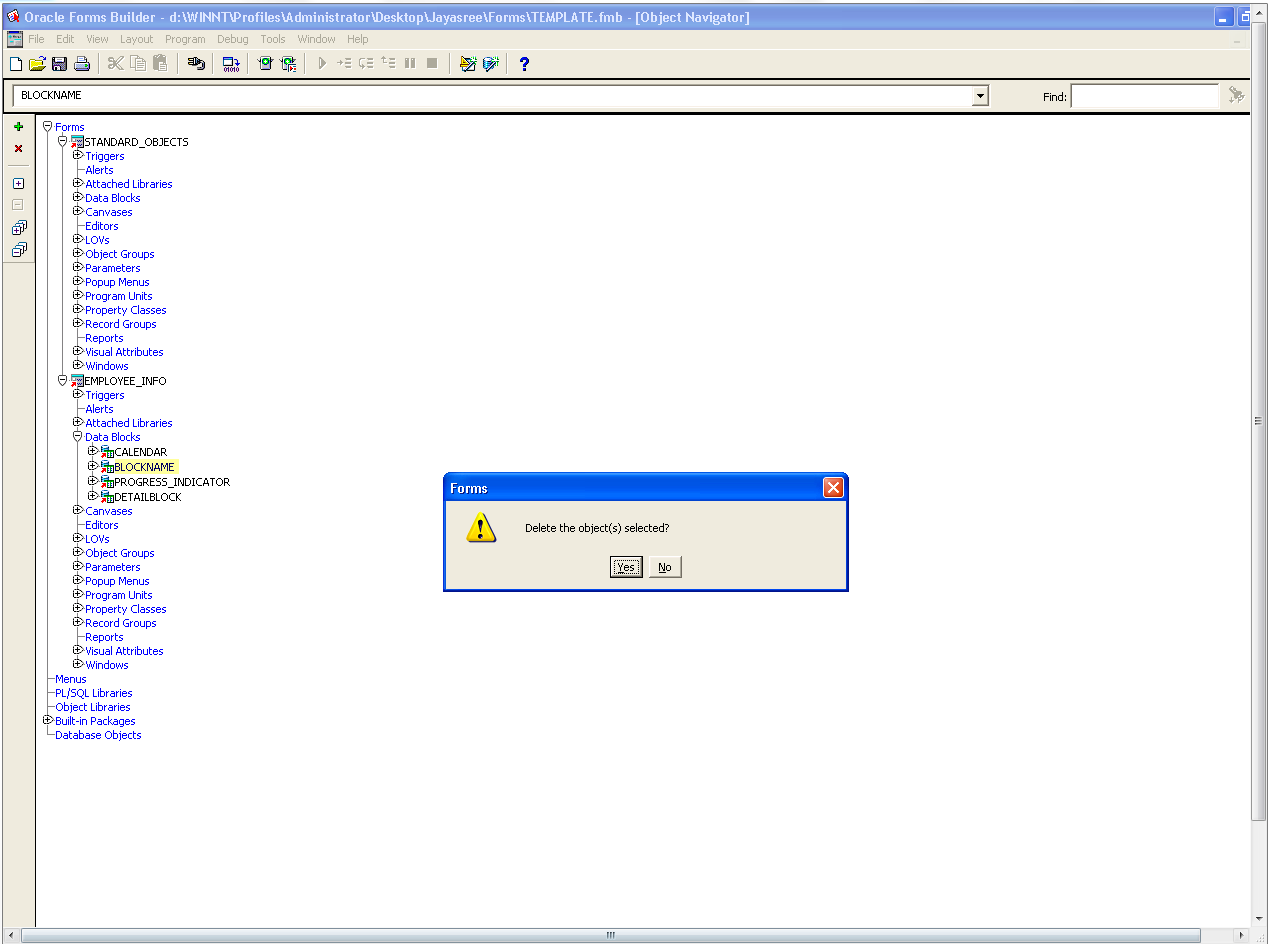 Oracle Forms Builder - d:\WINNT\Profiles\Administrator\Desktop\Jayasree\Forms\TEMPLATE.fmb - [Object Navigator]
File Edit View Layout Program Debug Tools Window Help
BLOCKNAME
Find:
Forms
STANDARD_OBJECTS
Triggers
Alerts
Attached Libraries
Data Blocks
Canvases
Editors
LOVs
Object Groups
Parameters
Popup Menus
Program Units
Property Classes
Record Groups
Reports
Visual Attributes
Windows
EMPLOYEE_INFO
Triggers
Alerts
Attached Libraries
Data Blocks
CALENDAR
BLOCKNAME
PROGRESS_INDICATOR
DETAILBLOCK
Canvases
Editors
LOVs
Object Groups
Parameters
Popup Menus
Program Units
Property Classes
Record Groups
Reports
Visual Attributes
Windows
Menus
PL/SQL Libraries
Object Libraries
Built-in Packages
Database Objects
Forms
Delete the object(s) selected?
Yes No